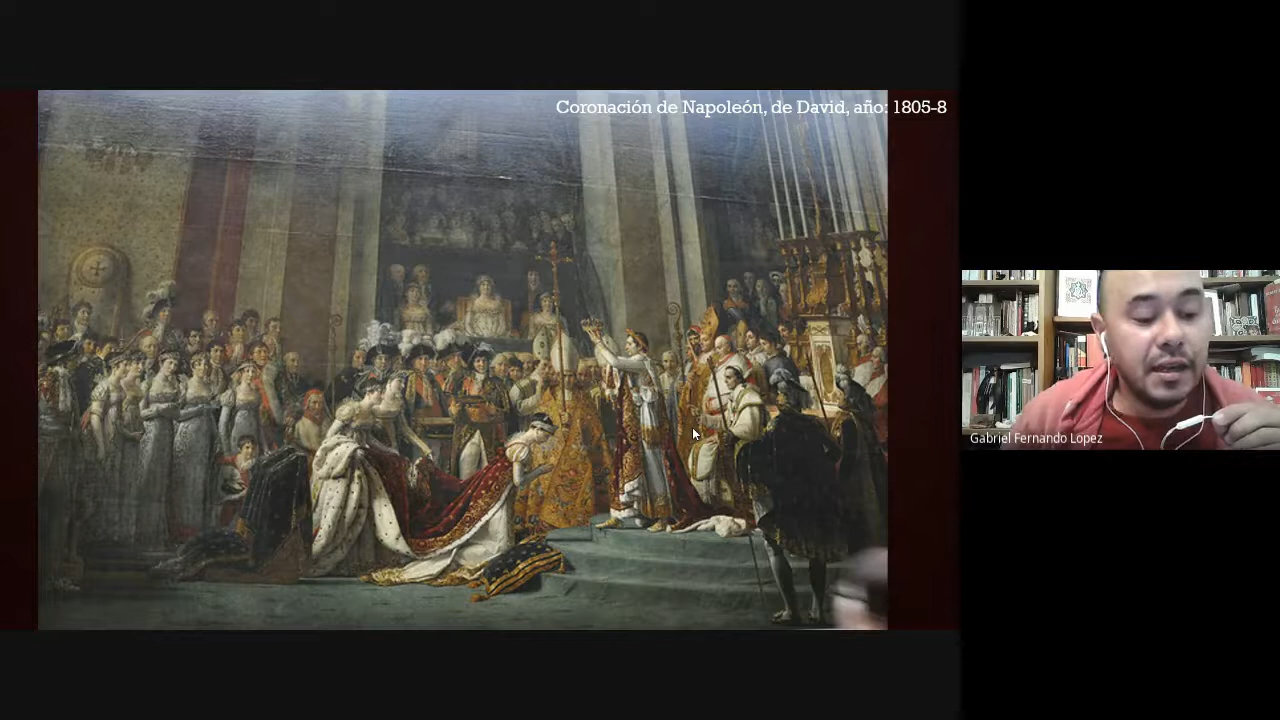 Coronación de Napoleón, de David, año: 1805-8
Gabriel Fernando Lopez